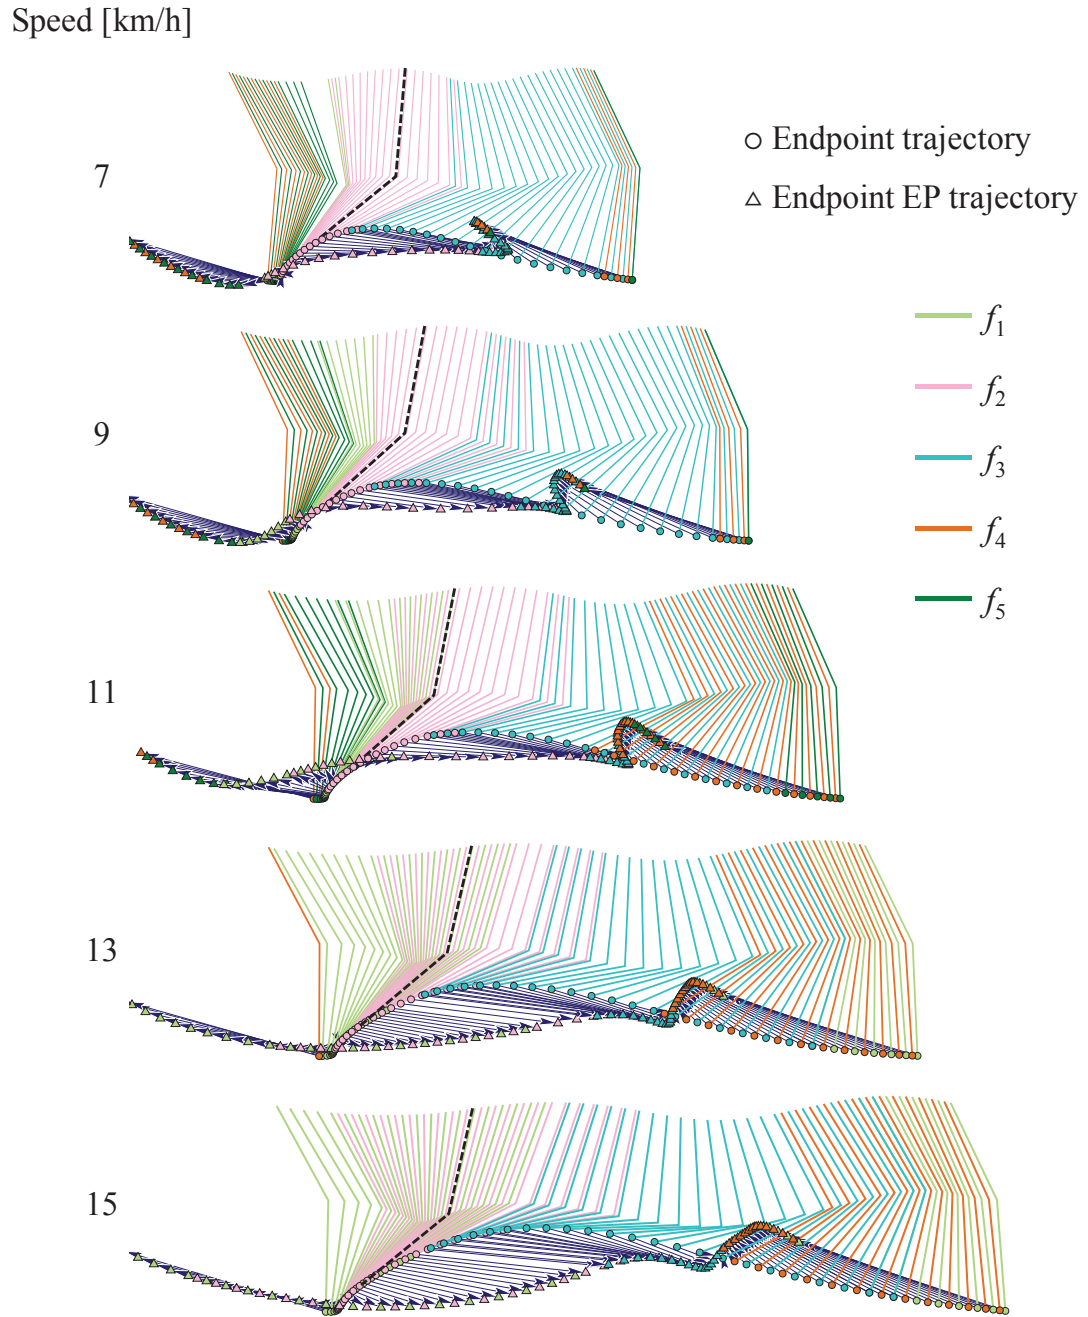 Speed [km/h]
7
Endpoint trajectory
Endpoint EP trajectory
f1
9
f2
f3
f4
11
f5
13
15